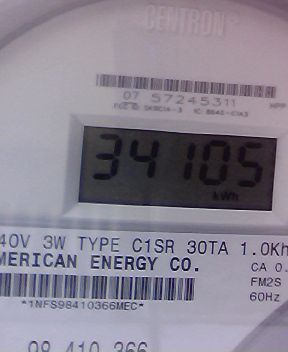 CENTRON
07 57245311
34105
kWh
40V 3W TYPE C1SR 30TA 1.0Kh
MERICAN ENERGY CO.
CA 0.
FM2S
*1NFS98410366MEC*
60Hz
98 410 366